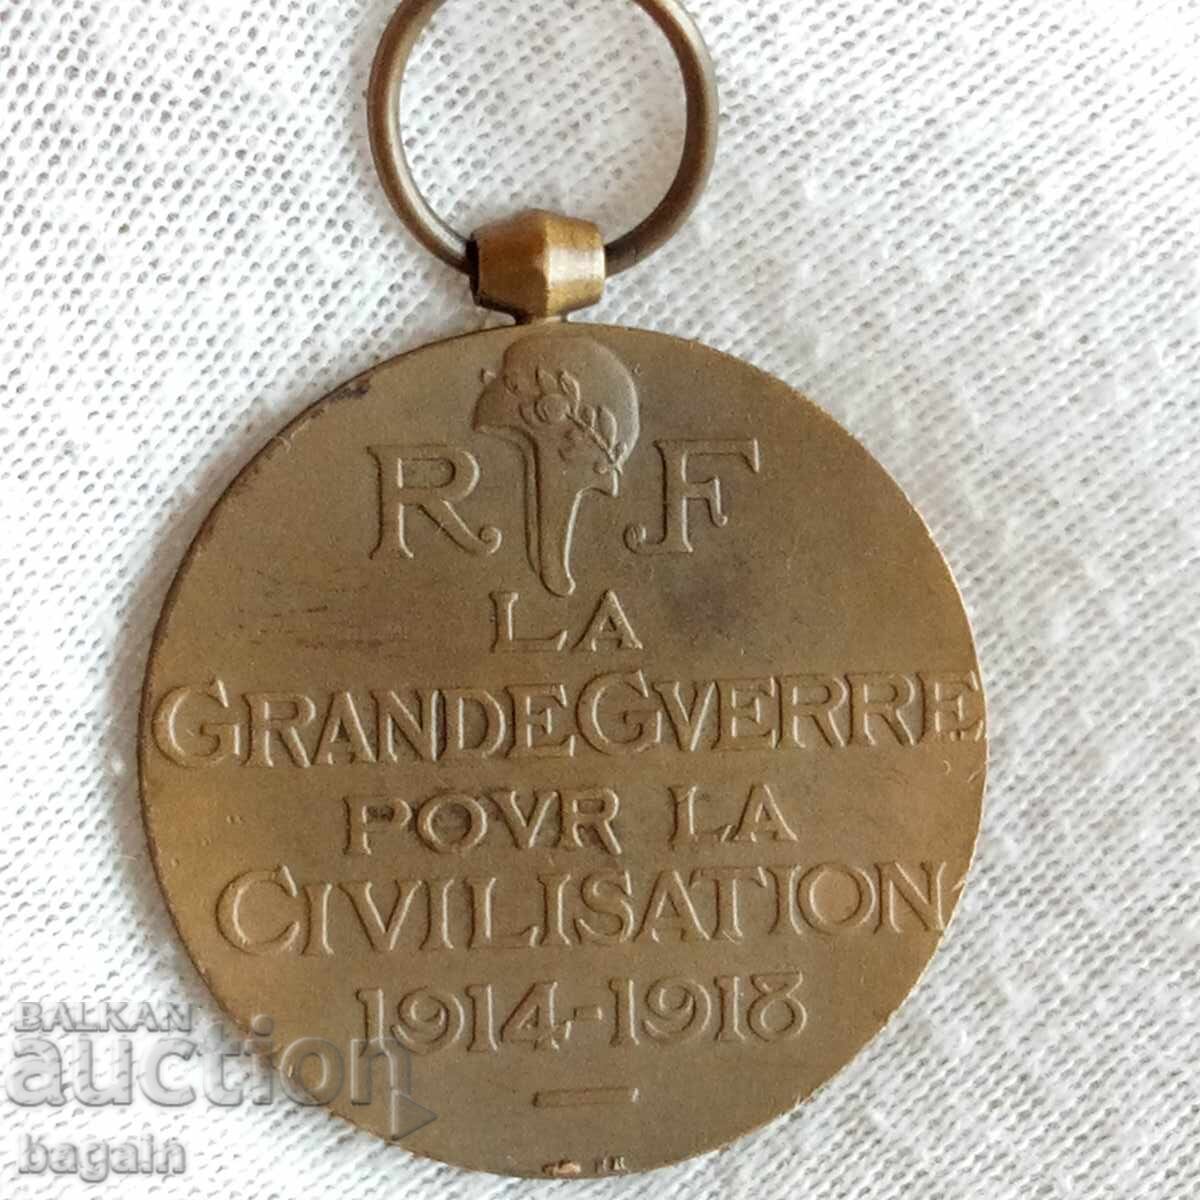 R F
LA
GRANDE GVERRE
POVR LA
CIVILISATION
1914-1918
BALKAN
auction
bagain